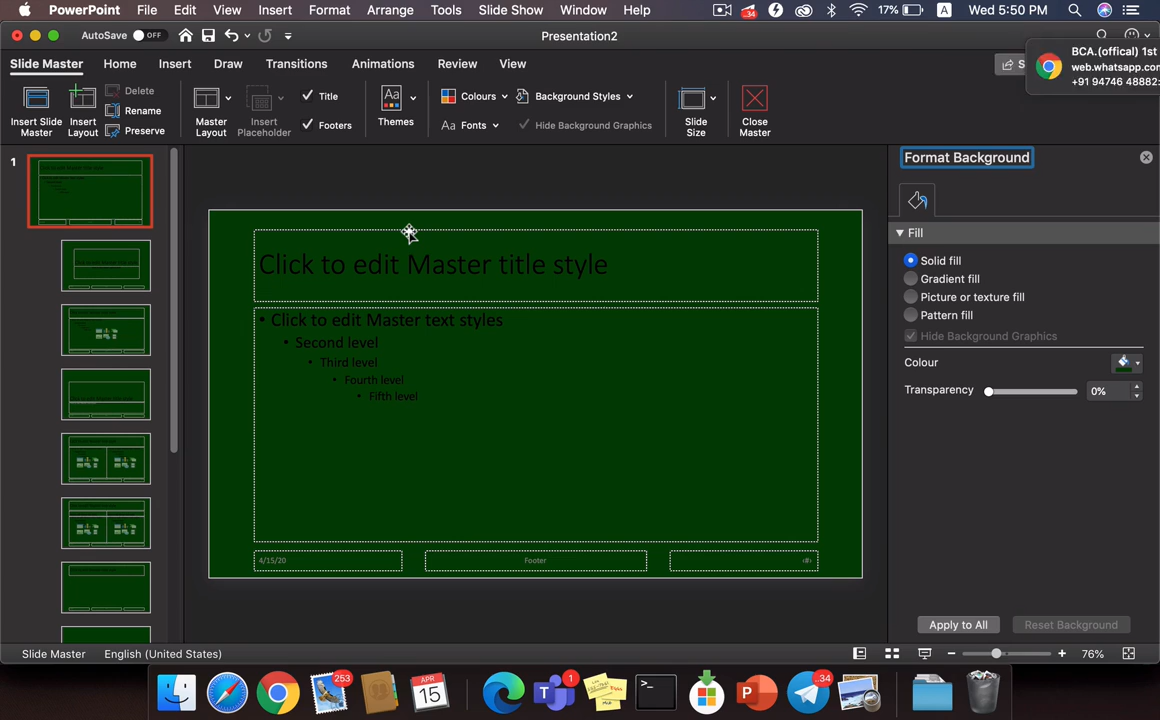 PowerPoint File Edit View Insert Format Arrange Tools Slide Show Window Help 34 17% A Wed 5:50 PM
AutoSave OFF Presentation2
Slide Master Home Insert Draw Transitions Animations Review View S
BCA.(offical) 1st
web.whatsapp.com
+91 94746 48882:
Insert Slide Master
Insert Layout
Delete
Rename
Preserve
Master Layout
Insert Placeholder
Title
Footers
Themes
Colours
Fonts
Background Styles
Hide Background Graphics
Slide Size
Close Master
1
Click to edit Master title style
• Click to edit Master text styles
• Second level
• Third level
• Fourth level
• Fifth level
4/15/20 Footer ‹#›
Format Background
Fill
Solid fill
Gradient fill
Picture or texture fill
Pattern fill
Hide Background Graphics
Colour
Transparency 0%
Apply to All Reset Background
Slide Master English (United States) 76%
253
APR
15
1
34